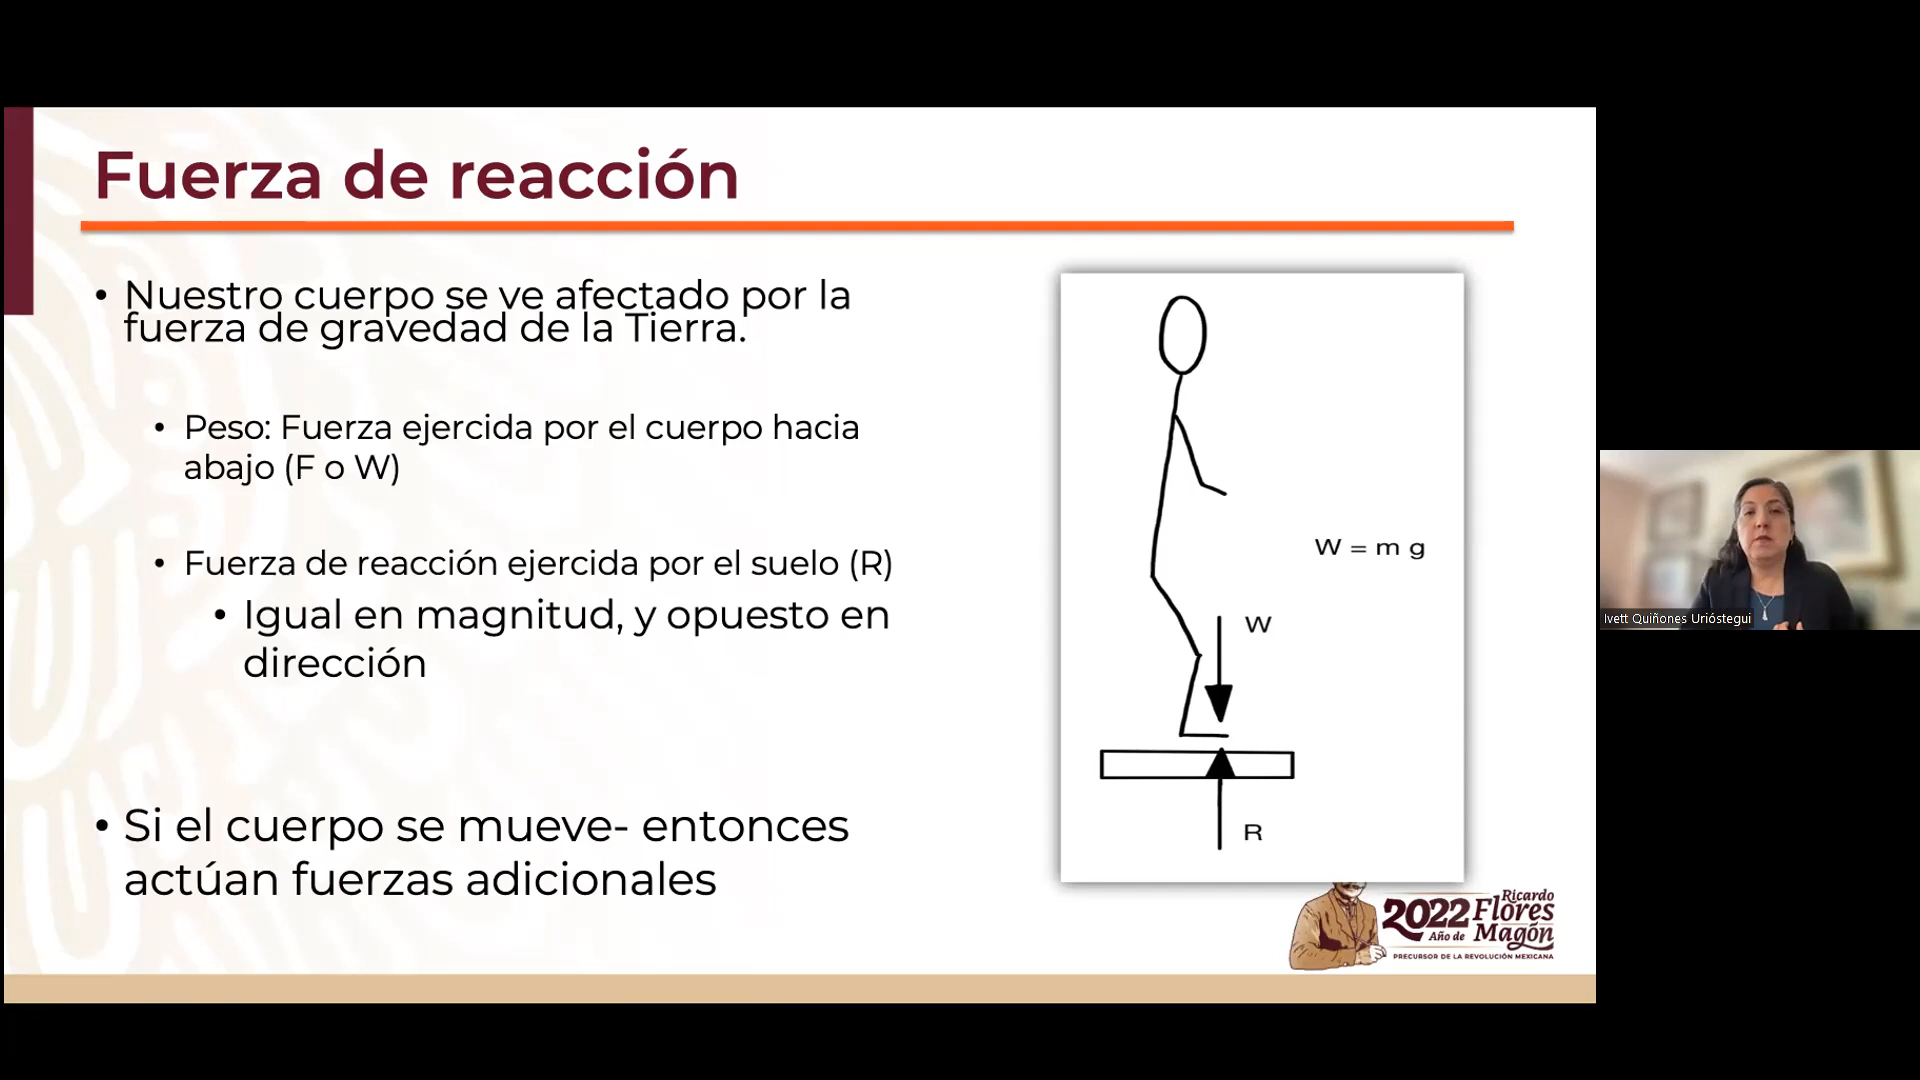 Fuerza de reacción
• Nuestro cuerpo se ve afectado por la
fuerza de gravedad de la Tierra.
• Peso: Fuerza ejercida por el cuerpo hacia
abajo (F o W)
• Fuerza de reacción ejercida por el suelo (R)
• Igual en magnitud, y opuesto en
dirección
• Si el cuerpo se mueve- entonces
actúan fuerzas adicionales
W = m g
W
R
Ricardo
2022 Flores
Año de Magón
PRECURSOR DE LA REVOLUCIÓN MEXICANA
Ivett Quiñones Urióstegui